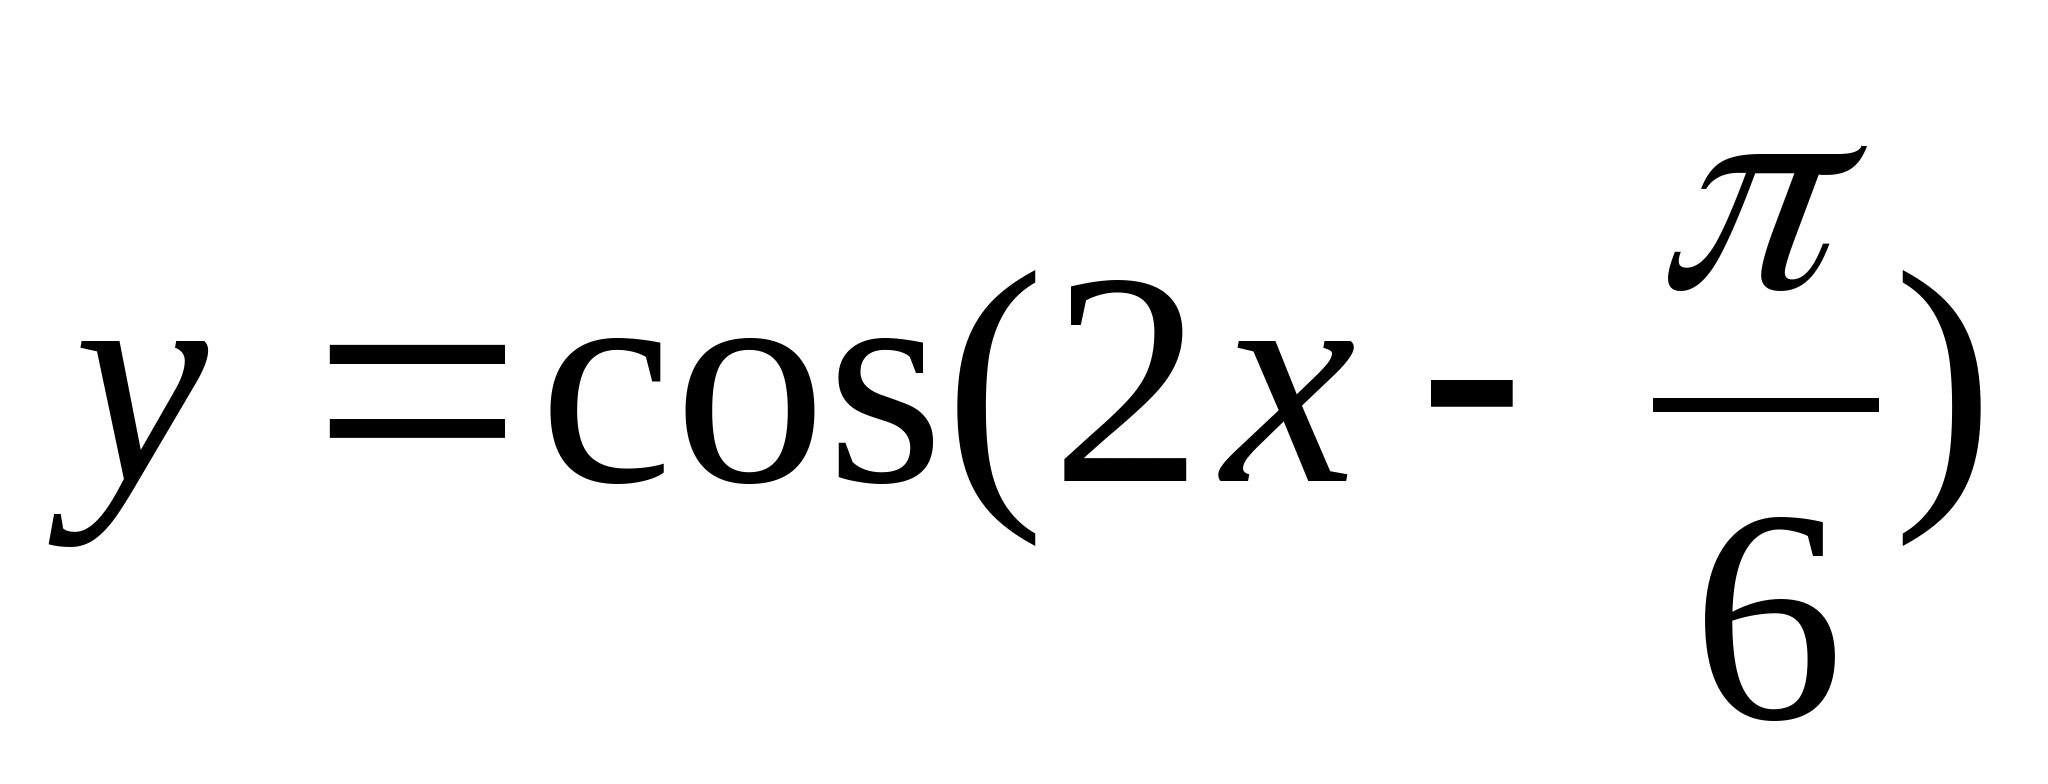 y = cos(2x - π/6)